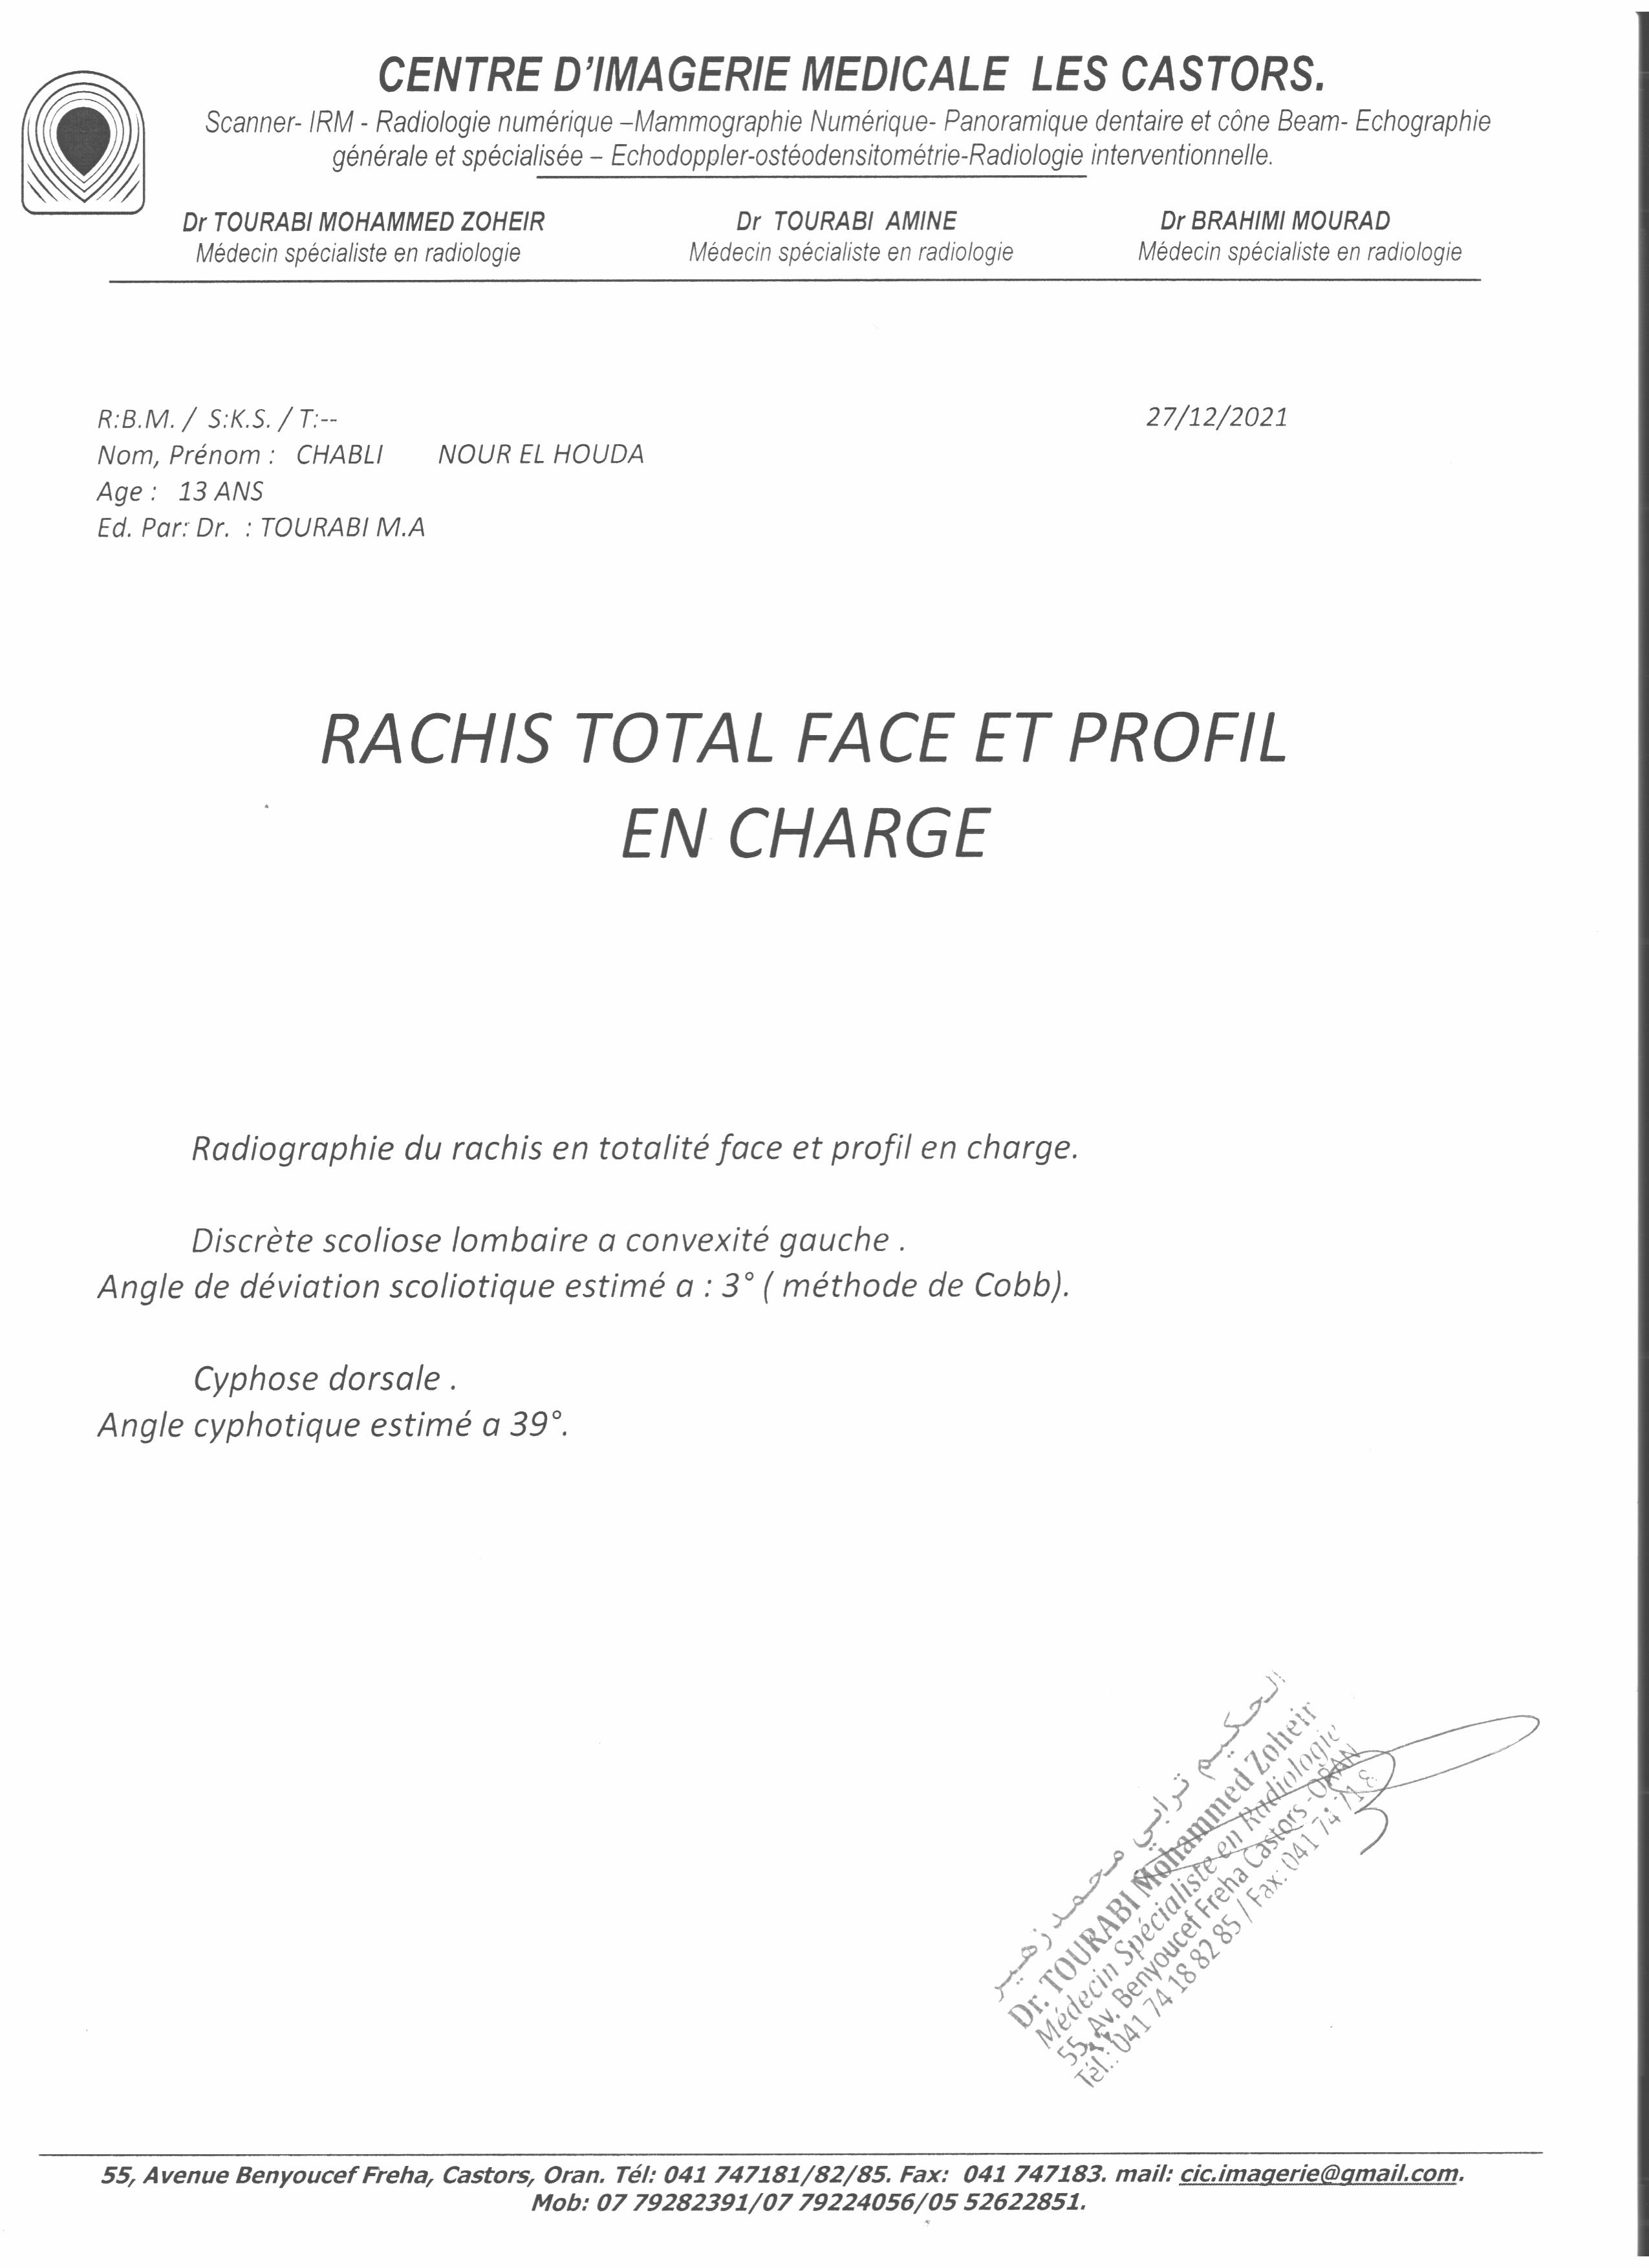 CENTRE D'IMAGERIE MEDICALE LES CASTORS.
Scanner- IRM - Radiologie numérique –Mammographie Numérique- Panoramique dentaire et cône Beam- Echographie
générale et spécialisée – Echodoppler-ostéodensitométrie-Radiologie interventionnelle.
Dr TOURABI MOHAMMED ZOHEIR Dr TOURABI AMINE Dr BRAHIMI MOURAD
Médecin spécialiste en radiologie Médecin spécialiste en radiologie Médecin spécialiste en radiologie
R:B.M. / S:K.S. / T:-- 27/12/2021
Nom, Prénom : CHABLI NOUR EL HOUDA
Age : 13 ANS
Ed. Par: Dr. : TOURABI M.A
RACHIS TOTAL FACE ET PROFIL
EN CHARGE
Radiographie du rachis en totalité face et profil en charge.
Discrète scoliose lombaire a convexité gauche .
Angle de déviation scoliotique estimé a : 3° ( méthode de Cobb).
Cyphose dorsale .
Angle cyphotique estimé a 39°.
الحكيم ترابي محمد زهير
Dr. TOURABI Mohammed Zoheir
Médecin Spécialiste en Radiologie
55, Av. Benyoucef Freha Castors -ORAN
Tél.: 041 74 18 82 85 / Fax: 041 74 71
55, Avenue Benyoucef Freha, Castors, Oran. Tél: 041 747181/82/85. Fax: 041 747183. mail: cic.imagerie@gmail.com.
Mob: 07 79282391/07 79224056/05 52622851.